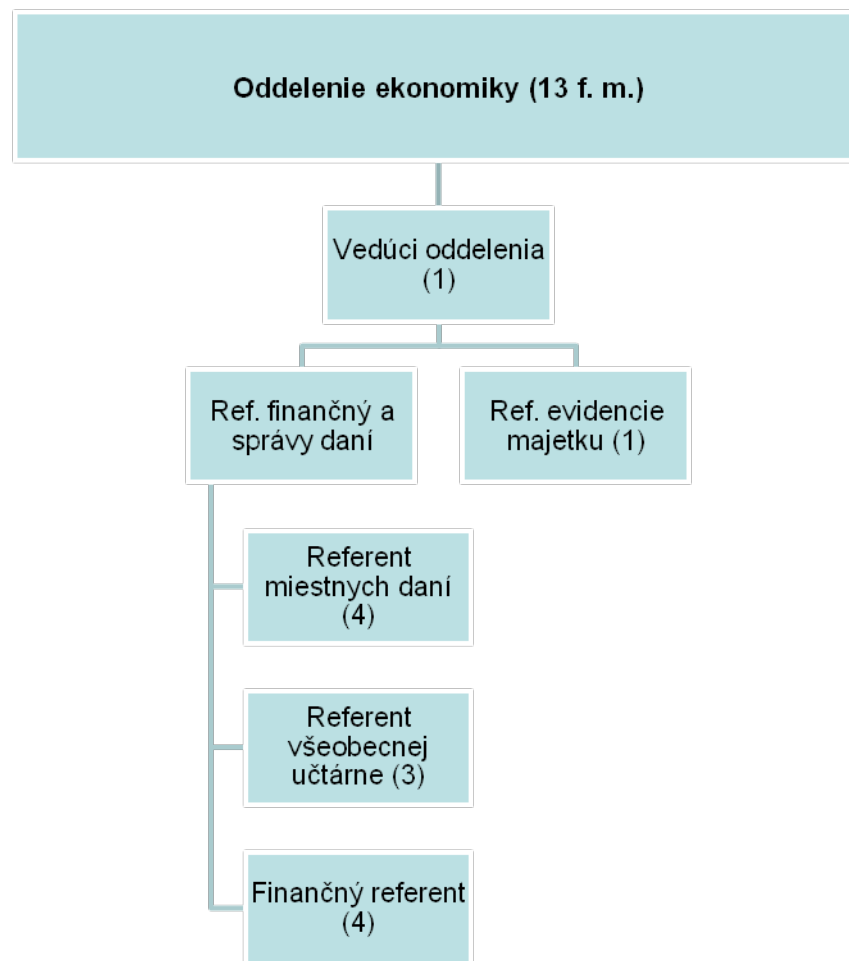 Oddelenie ekonomiky (13 f. m.)
Vedúci oddelenia
(1)
Ref. finančný a
správy daní
Ref. evidencie
majetku (1)
Referent
miestnych daní
(4)
Referent
všeobecnej
učtárne (3)
Finančný referent
(4)